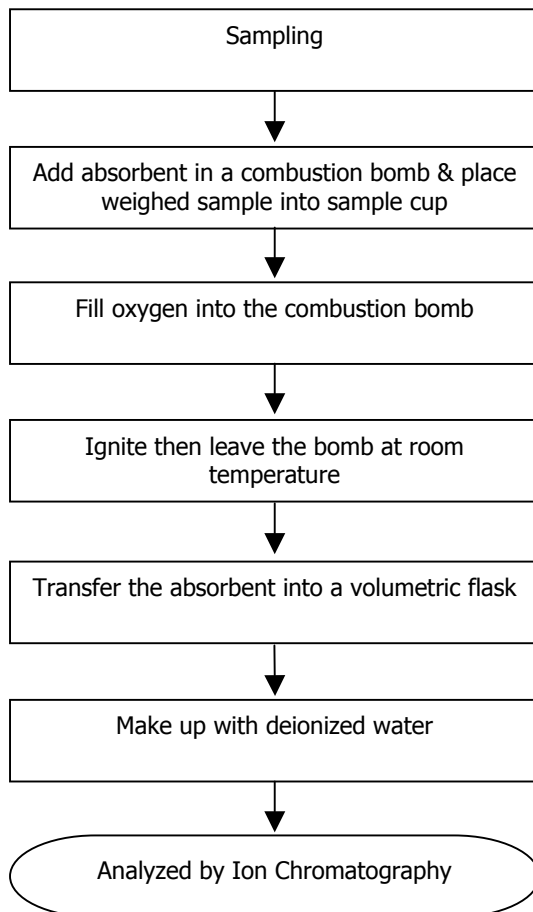 Sampling
Add absorbent in a combustion bomb & place
weighed sample into sample cup
Fill oxygen into the combustion bomb
Ignite then leave the bomb at room
temperature
Transfer the absorbent into a volumetric flask
Make up with deionized water
Analyzed by Ion Chromatography